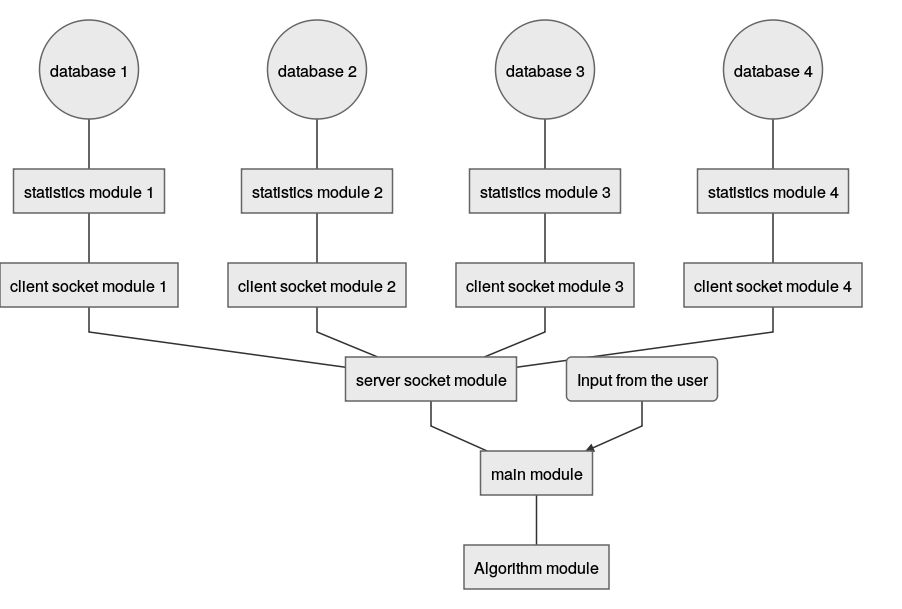 database 1
database 2
database 3
database 4
statistics module 1
statistics module 2
statistics module 3
statistics module 4
client socket module 1
client socket module 2
client socket module 3
client socket module 4
server socket module
Input from the user
main module
Algorithm module